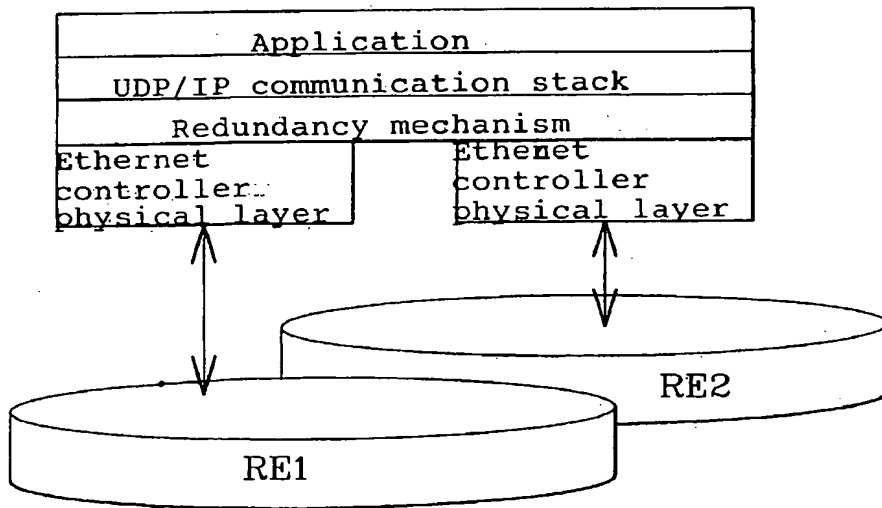 Application
UDP/IP communication stack
Redundancy mechanism
Ethernet
controller
physical layer
Ethenet
controller
physical layer
RE2
RE1